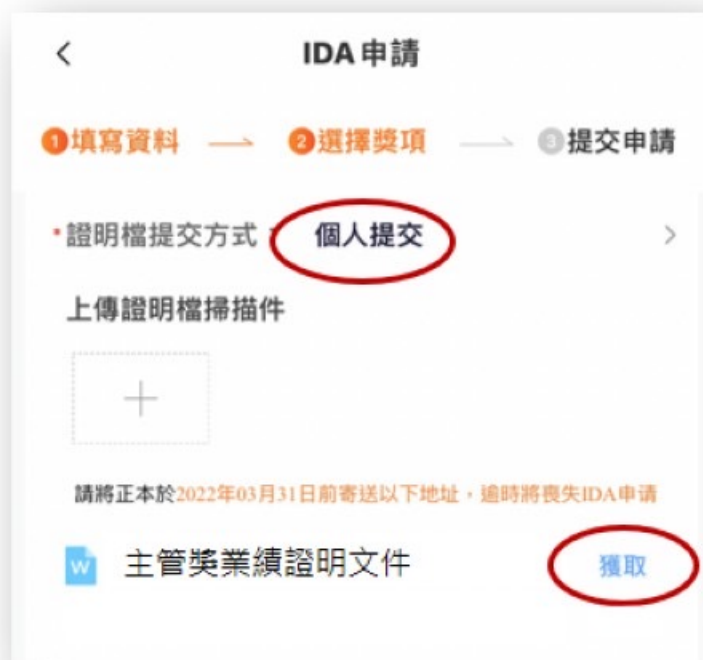 IDA申請
1填寫資料 → 2選擇獎項 → 3提交申請
*證明檔提交方式： 個人提交
上傳證明檔掃描件
請將正本於2022年03月31日前寄送以下地址，逾時將喪失IDA申请
W 主管獎業績證明文件 獲取